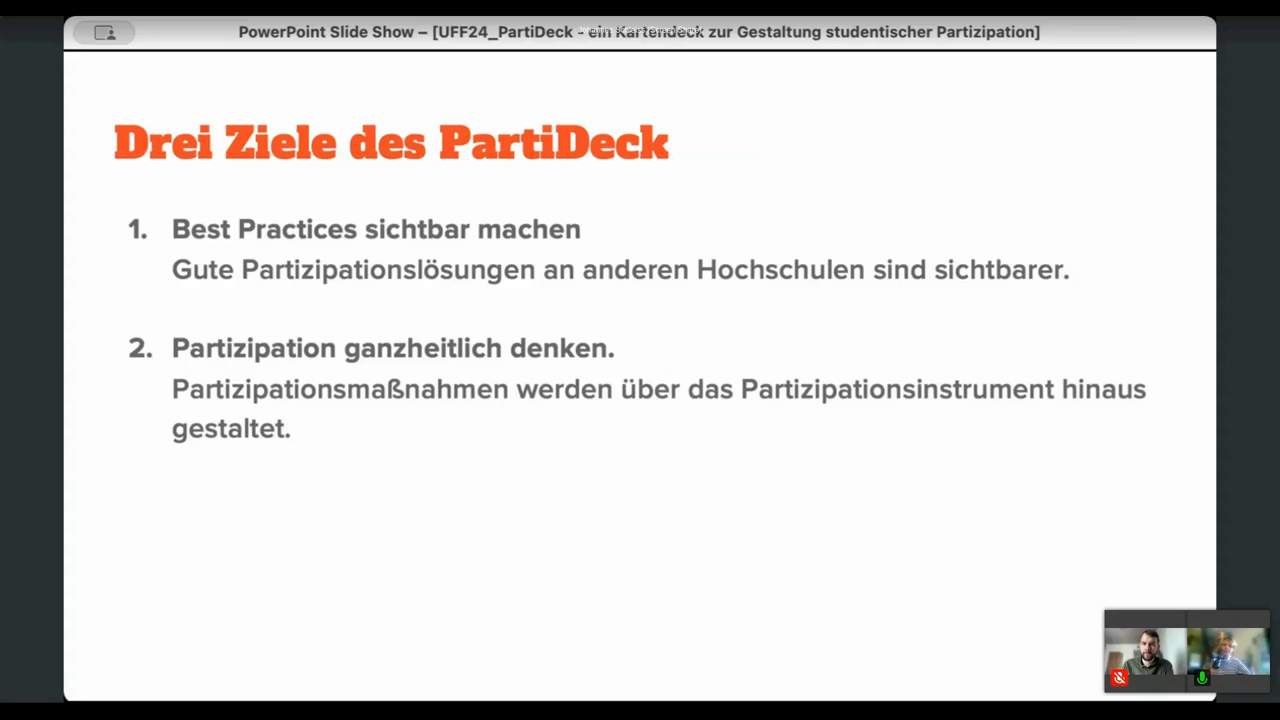 PowerPoint Slide Show – [UFF24_PartiDeck - ein Kartendeck zur Gestaltung studentischer Partizipation]
Drei Ziele des PartiDeck
1. Best Practices sichtbar machen
Gute Partizipationslösungen an anderen Hochschulen sind sichtbarer.
2. Partizipation ganzheitlich denken.
Partizipationsmaßnahmen werden über das Partizipationsinstrument hinaus
gestaltet.